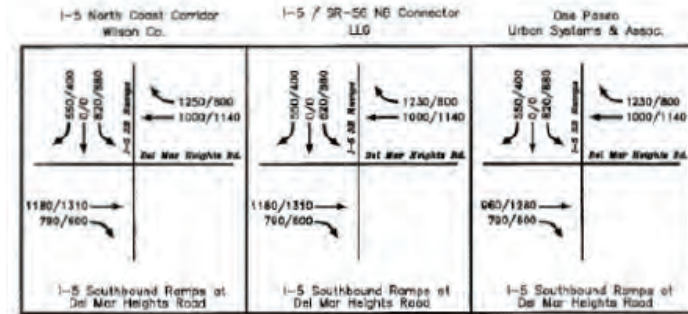 I-5 North Coast Corridor
Wilson Co.
550/400
0/0
620/680
I-5 SB Ramps
1250/800
1000/1140
Del Mar Heights Rd.
1180/1310
790/600
I-5 Southbound Ramps at
Del Mar Heights Road
I-5 / SR-56 NB Connector
LLG
550/400
0/0
620/680
I-5 SB Ramps
1230/800
1000/1140
Del Mar Heights Rd.
1160/1310
790/600
I-5 Southbound Ramps at
Del Mar Heights Road
One Paseo
Urban Systems & Assoc.
550/400
0/0
620/680
I-5 SB Ramps
1230/800
1000/1140
Del Mar Heights Rd.
960/1280
790/600
I-5 Southbound Ramps at
Del Mar Heights Road